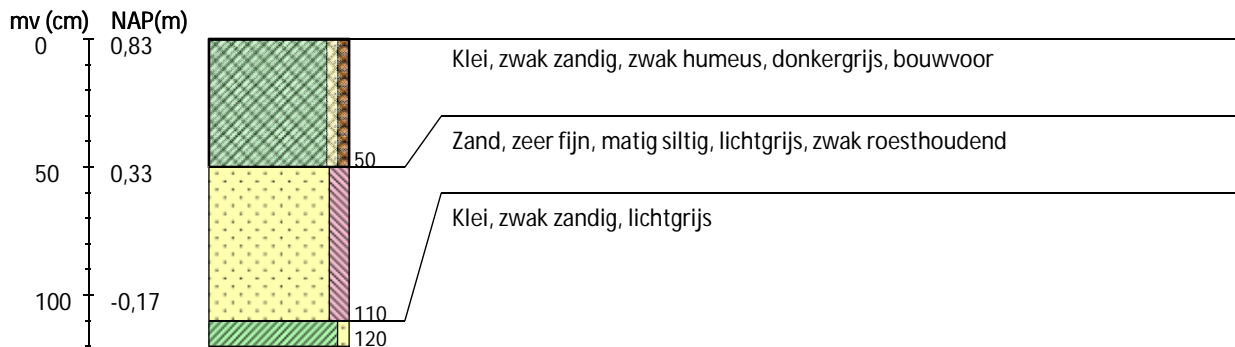 mv (cm) NAP(m)
0 0,83
Klei, zwak zandig, zwak humeus, donkergrijs, bouwvoor
Zand, zeer fijn, matig siltig, lichtgrijs, zwak roesthoudend
50
50 0,33
Klei, zwak zandig, lichtgrijs
100 -0,17
110
120